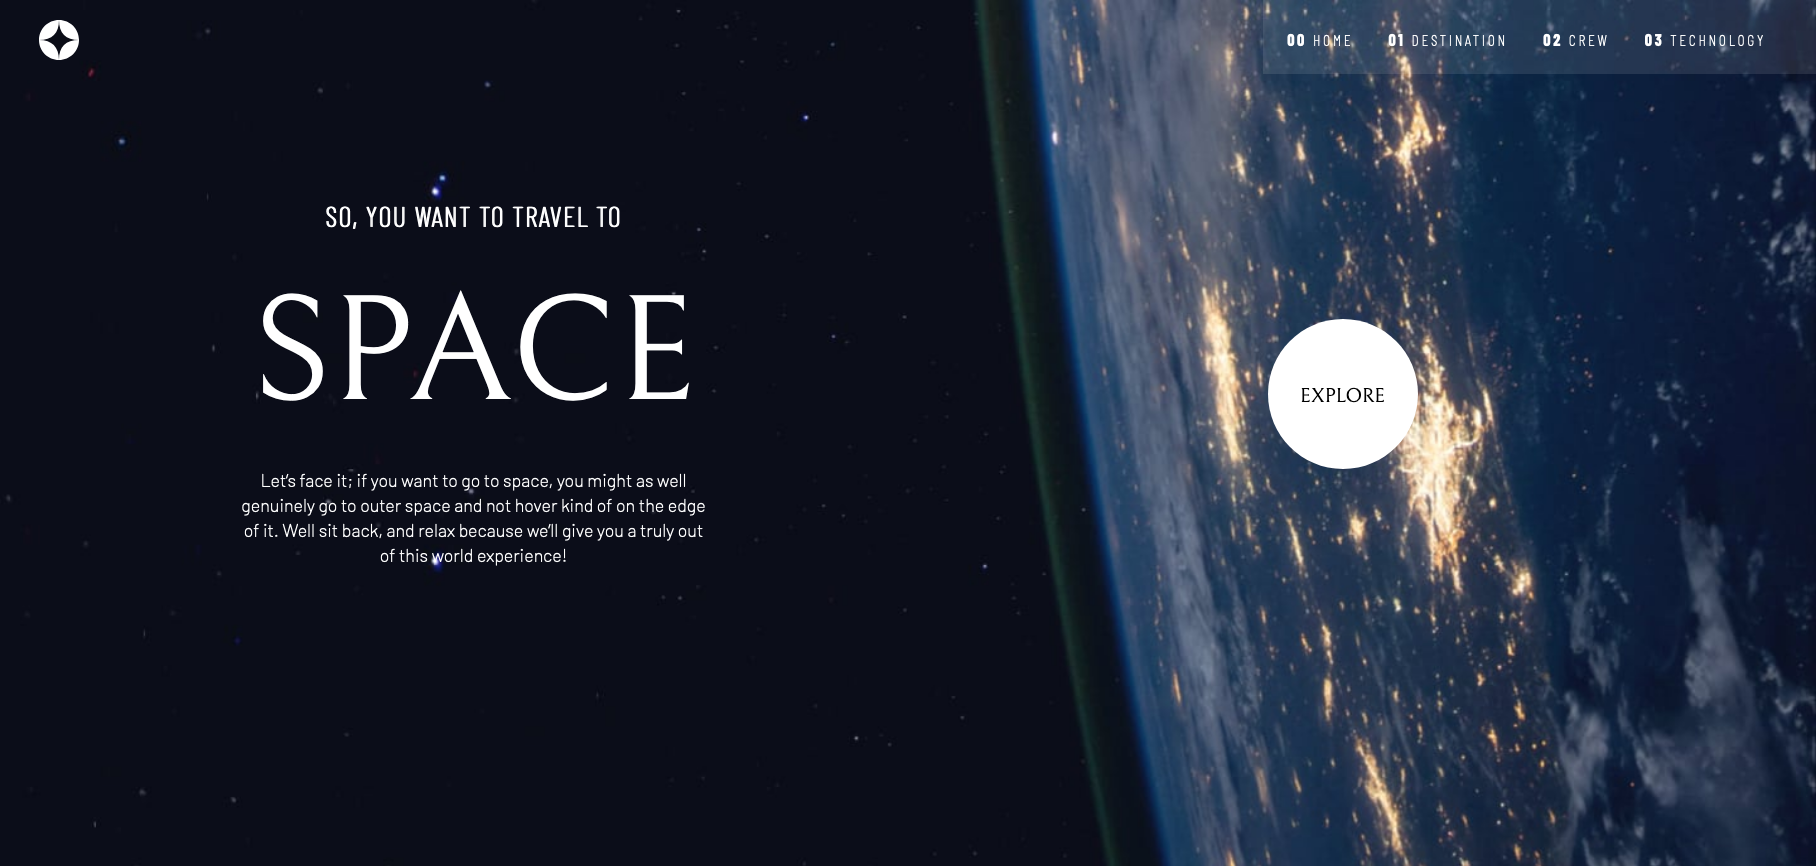 00 HOME 01 DESTINATION 02 CREW 03 TECHNOLOGY
SO, YOU WANT TO TRAVEL TO
SPACE
Let’s face it; if you want to go to space, you might as well
genuinely go to outer space and not hover kind of on the edge
of it. Well sit back, and relax because we’ll give you a truly out
of this world experience!
EXPLORE